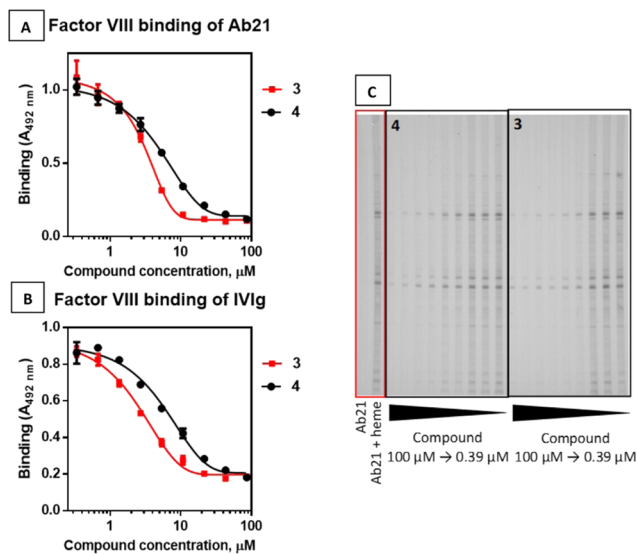 A Factor VIII binding of Ab21
Binding (A492 nm)
1.0
0.5
0.0
1 10 100
Compound concentration, μM
3
4
B Factor VIII binding of IVIg
Binding (A492 nm)
1.0
0.8
0.6
0.4
0.2
0.0
1 10 100
Compound concentration, μM
3
4
C
4 3
Ab21
Ab21 + heme
Compound
100 μM → 0.39 μM
Compound
100 μM → 0.39 μM